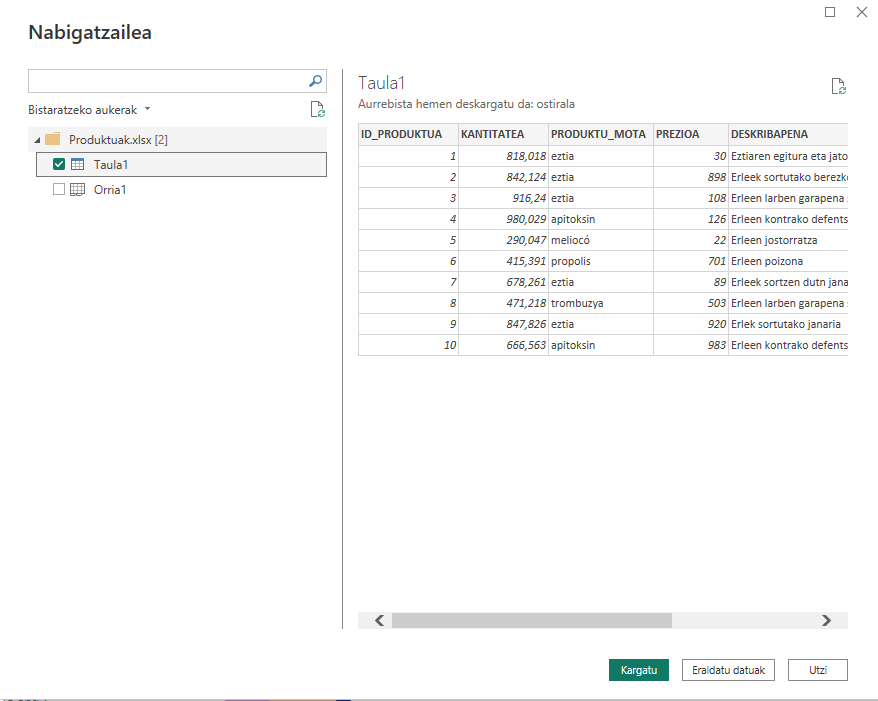 Nabigatzailea
Bistaratzeko aukerak
Produktuak.xlsx [2]
Taula1
Orria1
Taula1
Aurrebista hemen deskargatu da: ostirala
ID_PRODUKTUA KANTITATEA PRODUKTU_MOTA PREZIOA DESKRIBAPENA
1 818,018 eztia 30 Eztiaren egitura eta jato
2 842,124 eztia 898 Erleek sortutako berezk
3 916,24 eztia 108 Erleen larben garapena
4 980,029 apitoksin 126 Erleen kontrako defents
5 290,047 meliocó 22 Erleen jostorratza
6 415,391 propolis 701 Erleen poizona
7 678,261 eztia 89 Erleek sortzen dutn jana
8 471,218 trombuzya 503 Erleen larben garapena
9 847,826 eztia 920 Erlek sortutako janaria
10 666,563 apitoksin 983 Erleen kontrako defents
Kargatu Eraldatu datuak Utzi